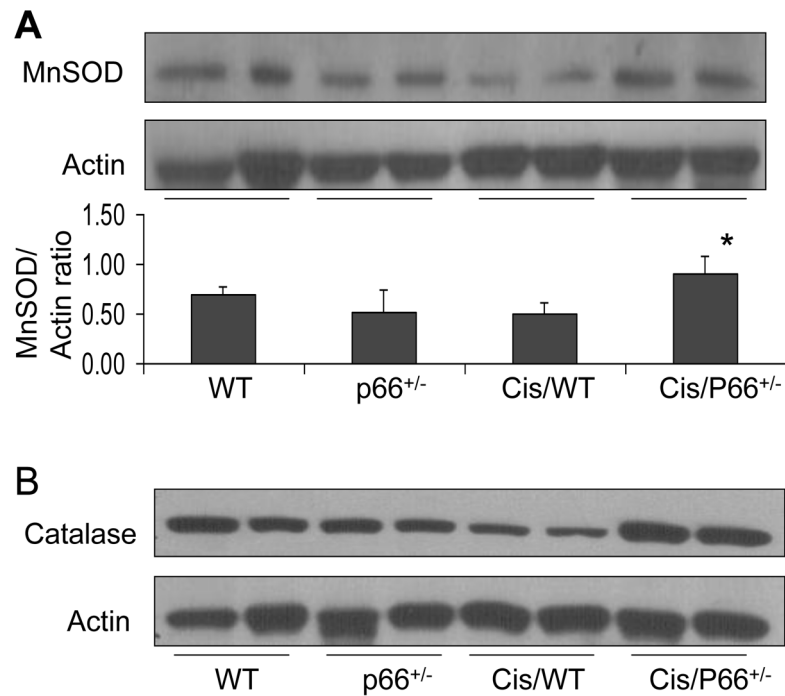 A
MnSOD
Actin
MnSOD/
Actin ratio
1.50
1.00
0.50
0.00
*
WT p66+/- Cis/WT Cis/P66+/-
B
Catalase
Actin
WT p66+/- Cis/WT Cis/P66+/-